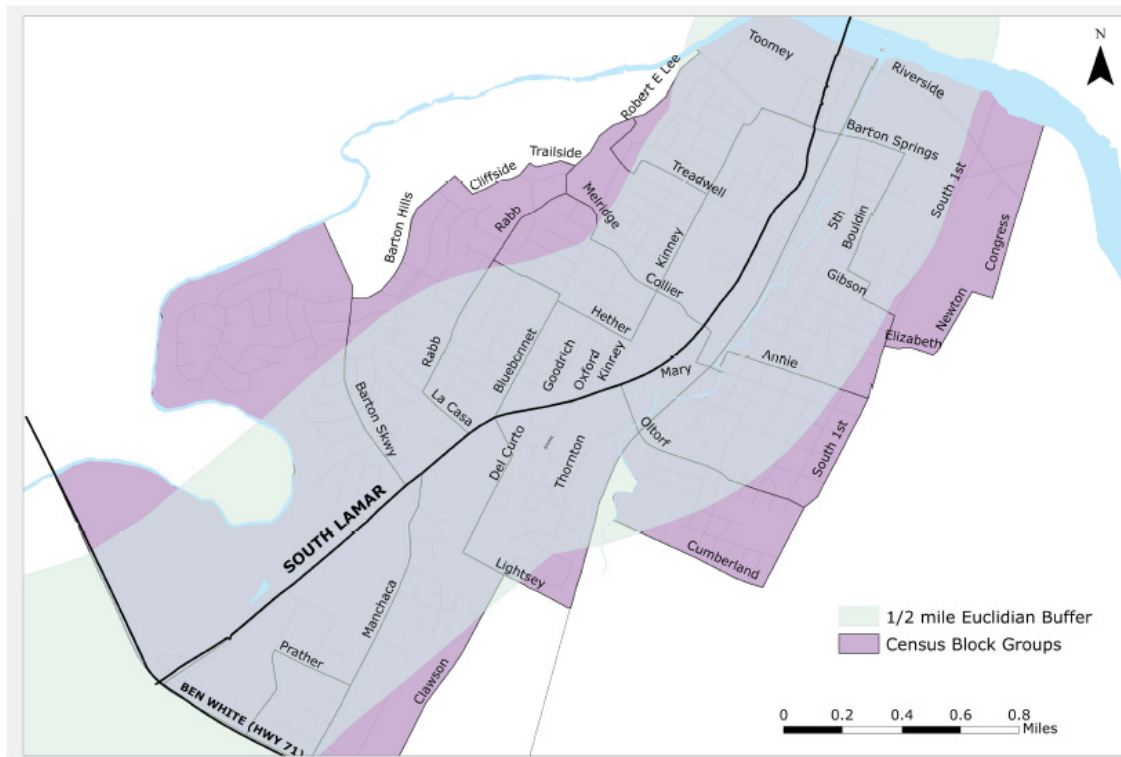 N
Toomey
Riverside
Robert E Lee
Barton Springs
Trailside
Cliffside
Treadwell
South 1st
Melridge
5th
Bouldin
Barton Hills
Rabb
Kinney
Congress
Collier
Gibson
Newton
Hether
Elizabeth
Rabb
Bluebonnet
Goodrich
Oxford
Kinney
Mary
Annie
La Casa
Barton Skwy
Oltorf
South 1st
Del Curto
Thornton
SOUTH LAMAR
Cumberland
Lightsey
Manchaca
1/2 mile Euclidian Buffer
Census Block Groups
Prather
Clawson
BEN WHITE (HWY 71)
0 0.2 0.4 0.6 0.8
Miles